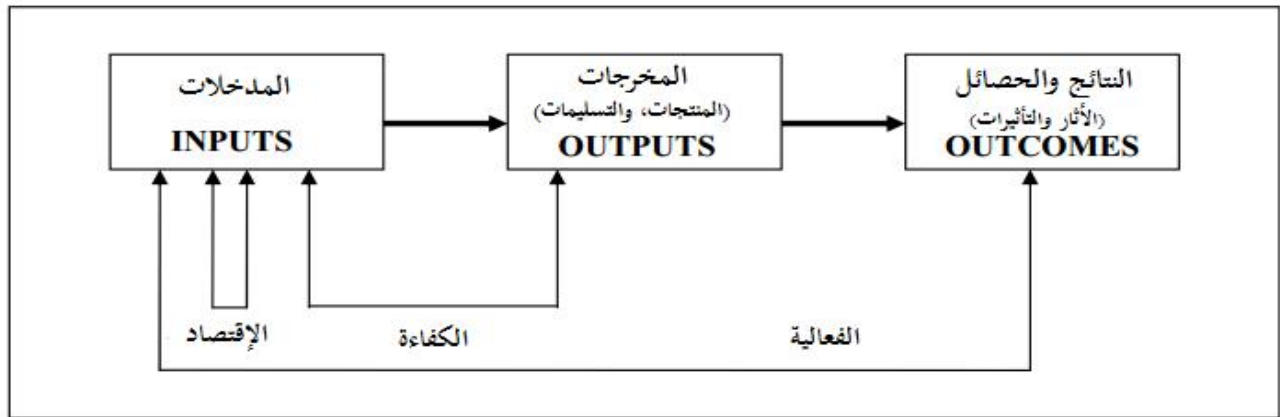 المدخلات
INPUTS
المخرجات
(المنتجات، والتسليمات)
OUTPUTS
النتائج والحصائل
(الأثار والتأثيرات)
OUTCOMES
الإقتصاد
الكفاءة
الفعالية